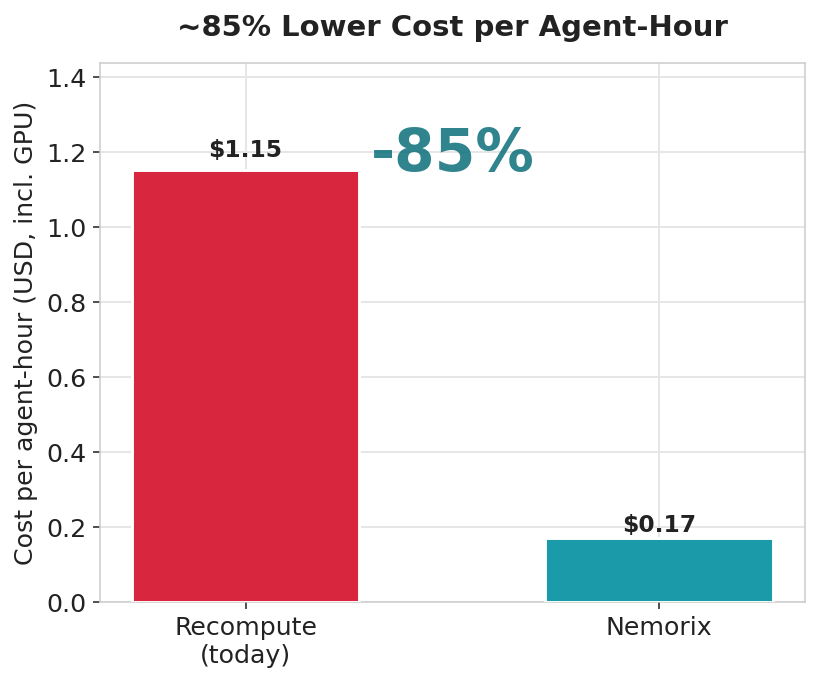 ~85% Lower Cost per Agent-Hour
Cost per agent-hour (USD, incl. GPU)
1.4
1.2
1.0
0.8
0.6
0.4
0.2
0.0
$1.15
-85%
$0.17
Recompute
(today)
Nemorix